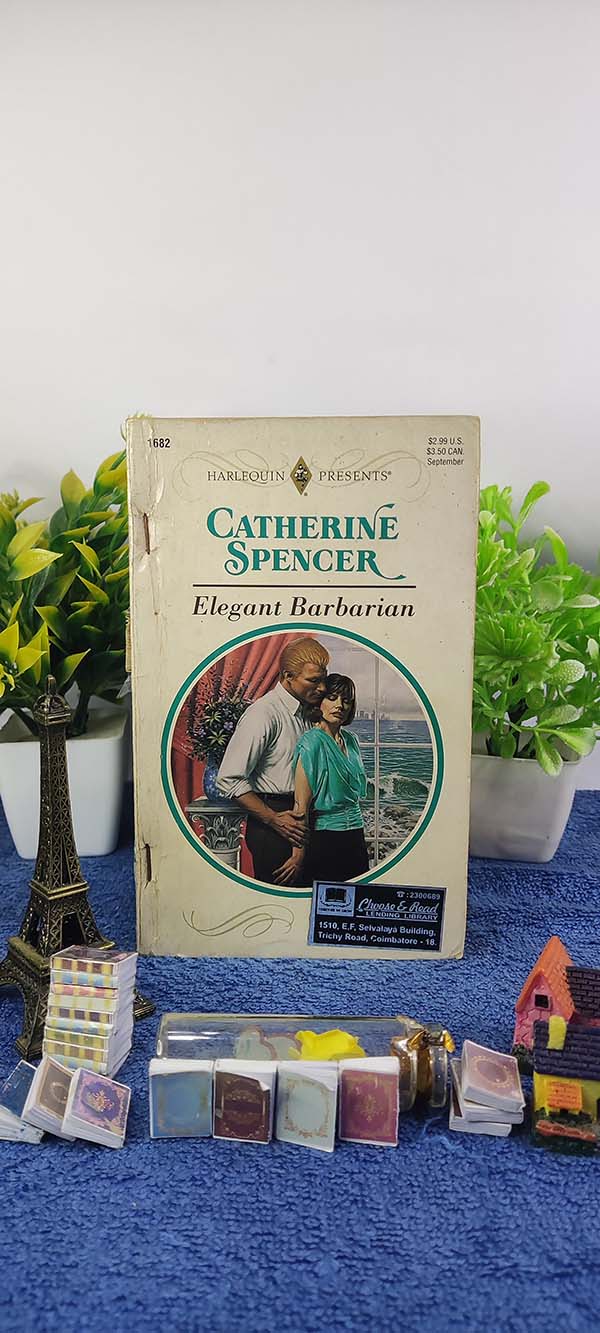 1682
$2.99 U.S.
$3.50 CAN.
September
HARLEQUIN PRESENTS®
CATHERINE
SPENCER
Elegant Barbarian
☎: 2300689
Choose & Read
LENDING LIBRARY
1510, E.F, Selvalaya Building,
Trichy Road, Coimbatore - 18.